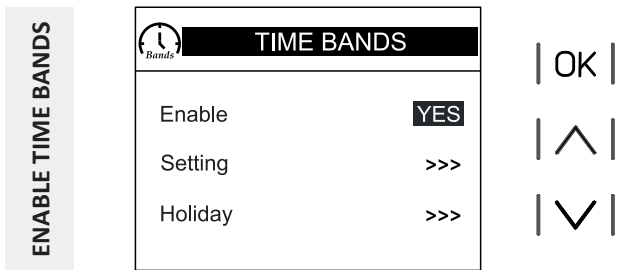 ENABLE TIME BANDS
Bands
TIME BANDS
Enable YES
Setting >>>
Holiday >>>
OK